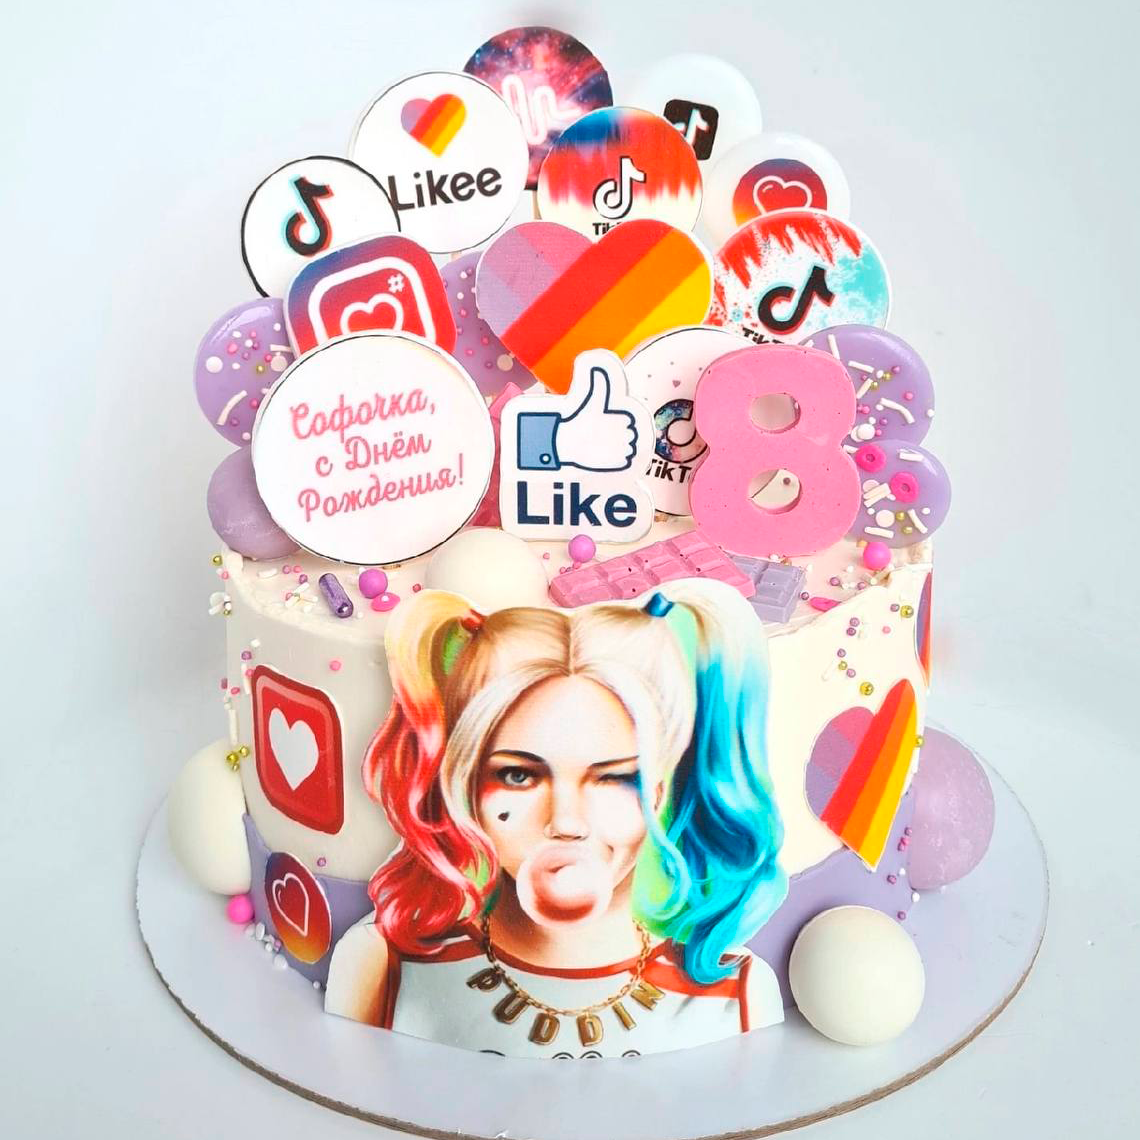 Likee
TikTok
Софочка,
с Днём
Рождения!
Like
8
PUDDIN